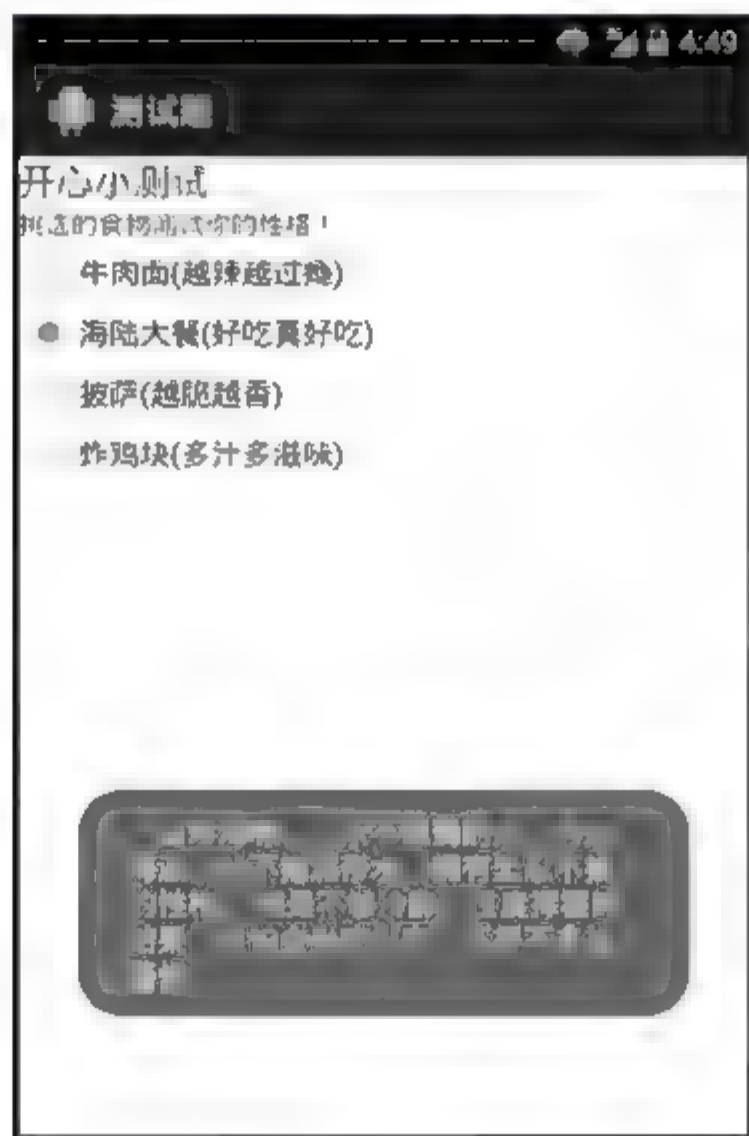 4:49
测试题
开心小测试
挑选的食物测试你的性格！
牛肉面(越辣越过瘾)
海陆大餐(好吃真好吃)
披萨(越脆越香)
炸鸡块(多汁多滋味)